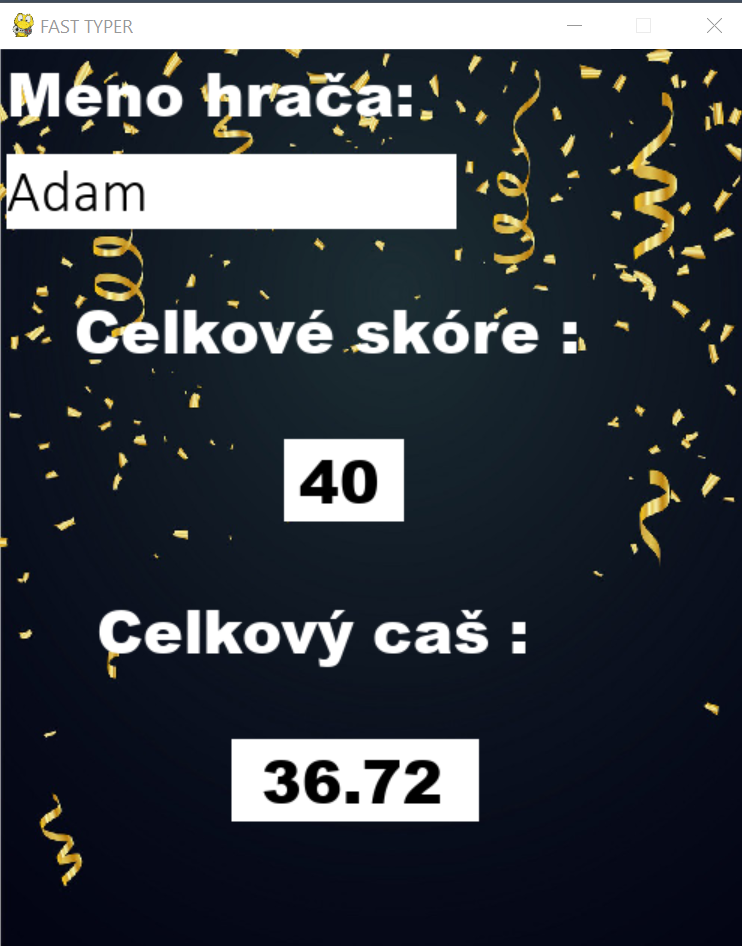 FAST TYPER
Meno hrača:
Adam
Celkové skóre :
40
Celkový caš :
36.72